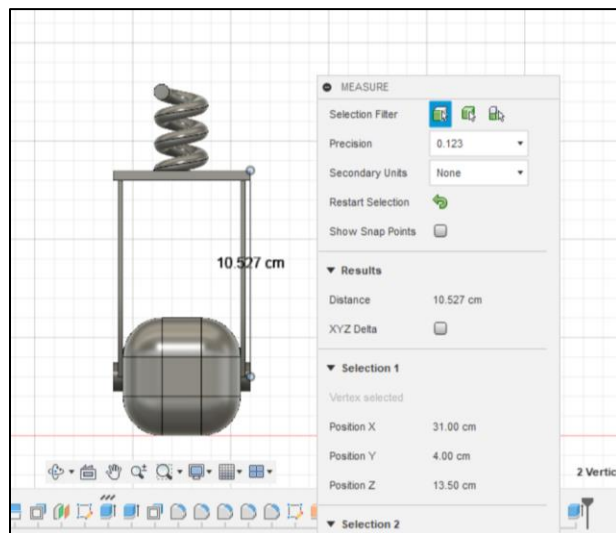 MEASURE
Selection Filter
Precision 0.123
Secondary Units None
Restart Selection
Show Snap Points
10.527 cm
Results
Distance 10.527 cm
XYZ Delta
Selection 1
Vertex selected
Position X 31.00 cm
Position Y 4.00 cm
Position Z 13.50 cm
2 Vertic
Selection 2